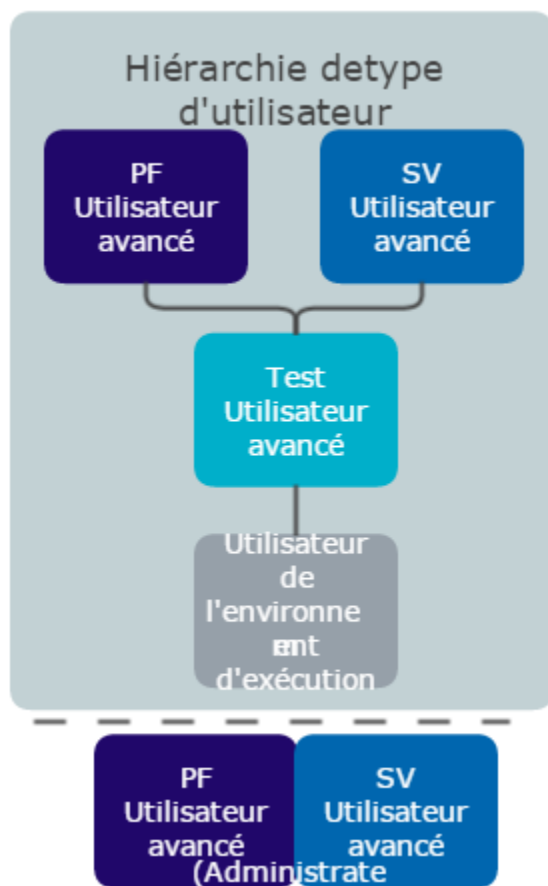 Hiérarchie detype
d'utilisateur
PF
Utilisateur
avancé
SV
Utilisateur
avancé
Test
Utilisateur
avancé
Utilisateur
de
l'environne
ent
d'exécution
PF
Utilisateur
avancé
SV
Utilisateur
avancé
(Administrate